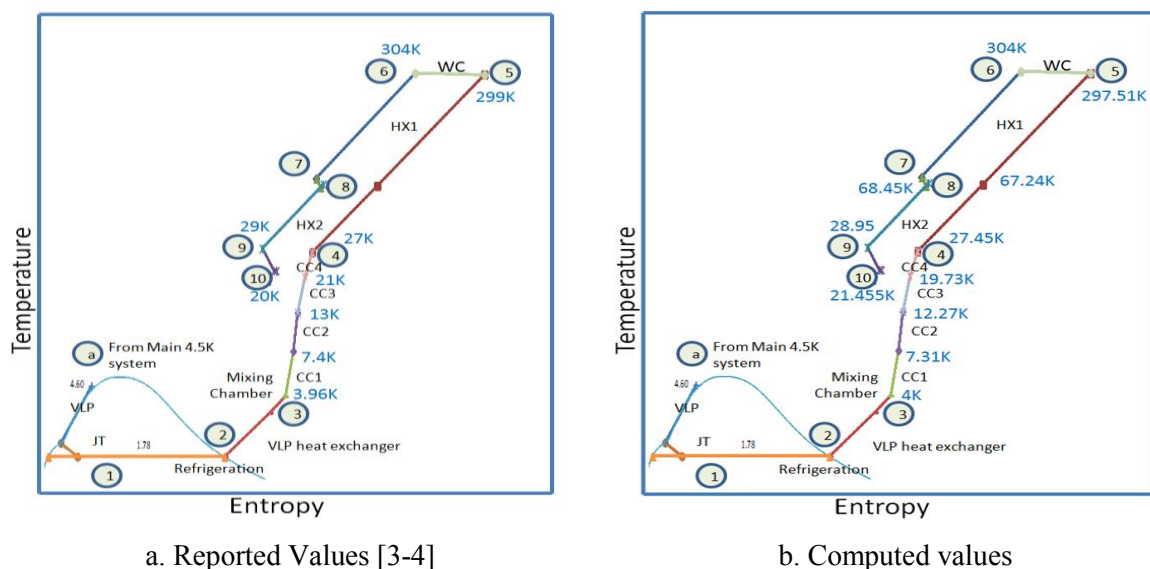 304K
6
WC
5
299K
HX1
7
8
29K
HX2
9
27K
4
CC4
10
21K
20K
CC3
13K
CC2
a
From Main 4.5K
system
7.4K
4.60
Mixing
Chamber
CC1
VLP
3.96K
3
2
JT
1.78
VLP heat exchanger
Refrigeration
1
Temperature
Entropy
a. Reported Values [3-4]
304K
6
WC
5
297.51K
HX1
7
8
68.45K
67.24K
28.95
HX2
9
27.45K
4
CC4
10
19.73K
21.455K
CC3
12.27K
CC2
a
From Main 4.5K
system
7.31K
4.60
Mixing
Chamber
CC1
VLP
4K
3
2
JT
1.78
VLP heat exchanger
Refrigeration
1
Temperature
Entropy
b. Computed values